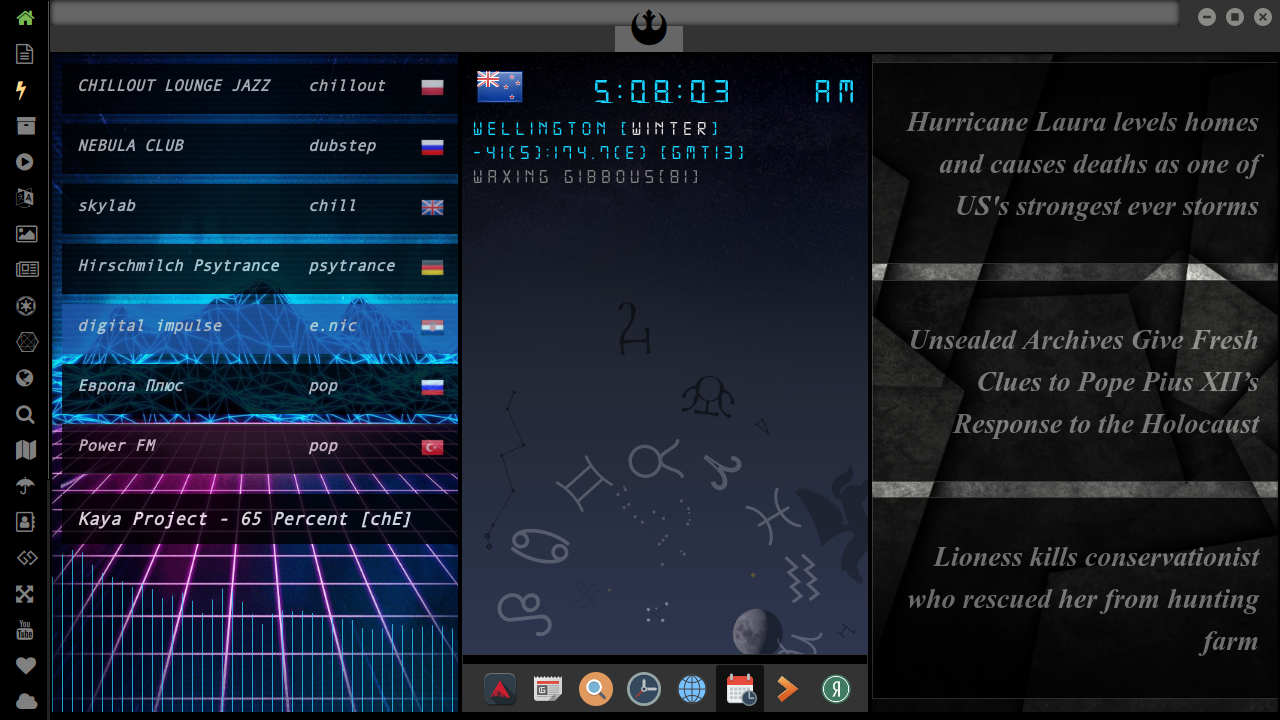 CHILLOUT LOUNGE JAZZ chillout
NEBULA CLUB dubstep
skylab chill
Hirschmilch Psytrance psytrance
digital impulse e.nic
Европа Плюс pop
Power FM pop
Kaya Project - 65 Percent [chE]
5:08:03 AM
WELLINGTON [WINTER]
-41(S):174.7(E) [GMT13]
WAXING GIBBOUS[81]
Hurricane Laura levels homes
and causes deaths as one of
US's strongest ever storms
Unsealed Archives Give Fresh
Clues to Pope Pius XII’s
Response to the Holocaust
Lioness kills conservationist
who rescued her from hunting
farm
You
Tube
Я